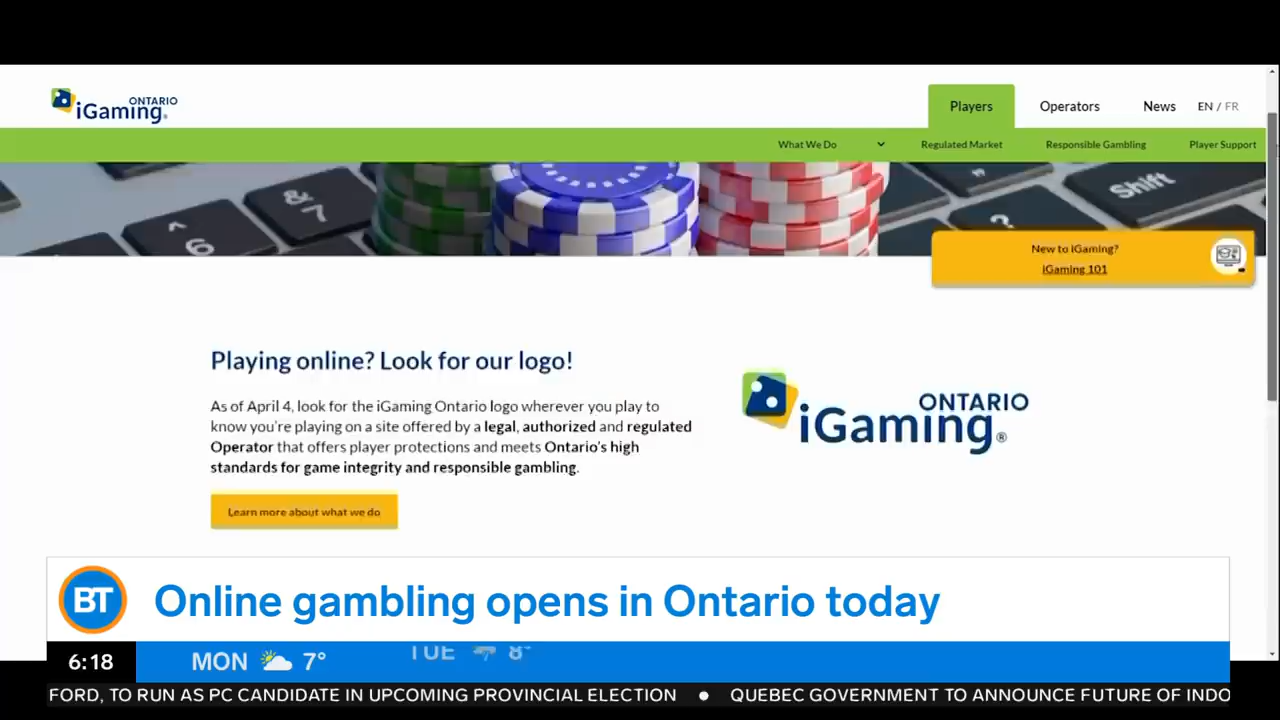 ONTARIO
iGaming®
Players
Operators
News
EN / FR
What We Do
Regulated Market
Responsible Gambling
Player Support
&
7
^
6
"
?
Shift
New to iGaming?
iGaming 101
Playing online? Look for our logo!
As of April 4, look for the iGaming Ontario logo wherever you play to
know you're playing on a site offered by a legal, authorized and regulated
Operator that offers player protections and meets Ontario's high
standards for game integrity and responsible gambling.
ONTARIO
iGaming®
Learn more about what we do
BT
Online gambling opens in Ontario today
6:18
MON 7°
TUE 8°
FORD, TO RUN AS PC CANDIDATE IN UPCOMING PROVINCIAL ELECTION ● QUEBEC GOVERNMENT TO ANNOUNCE FUTURE OF INDO